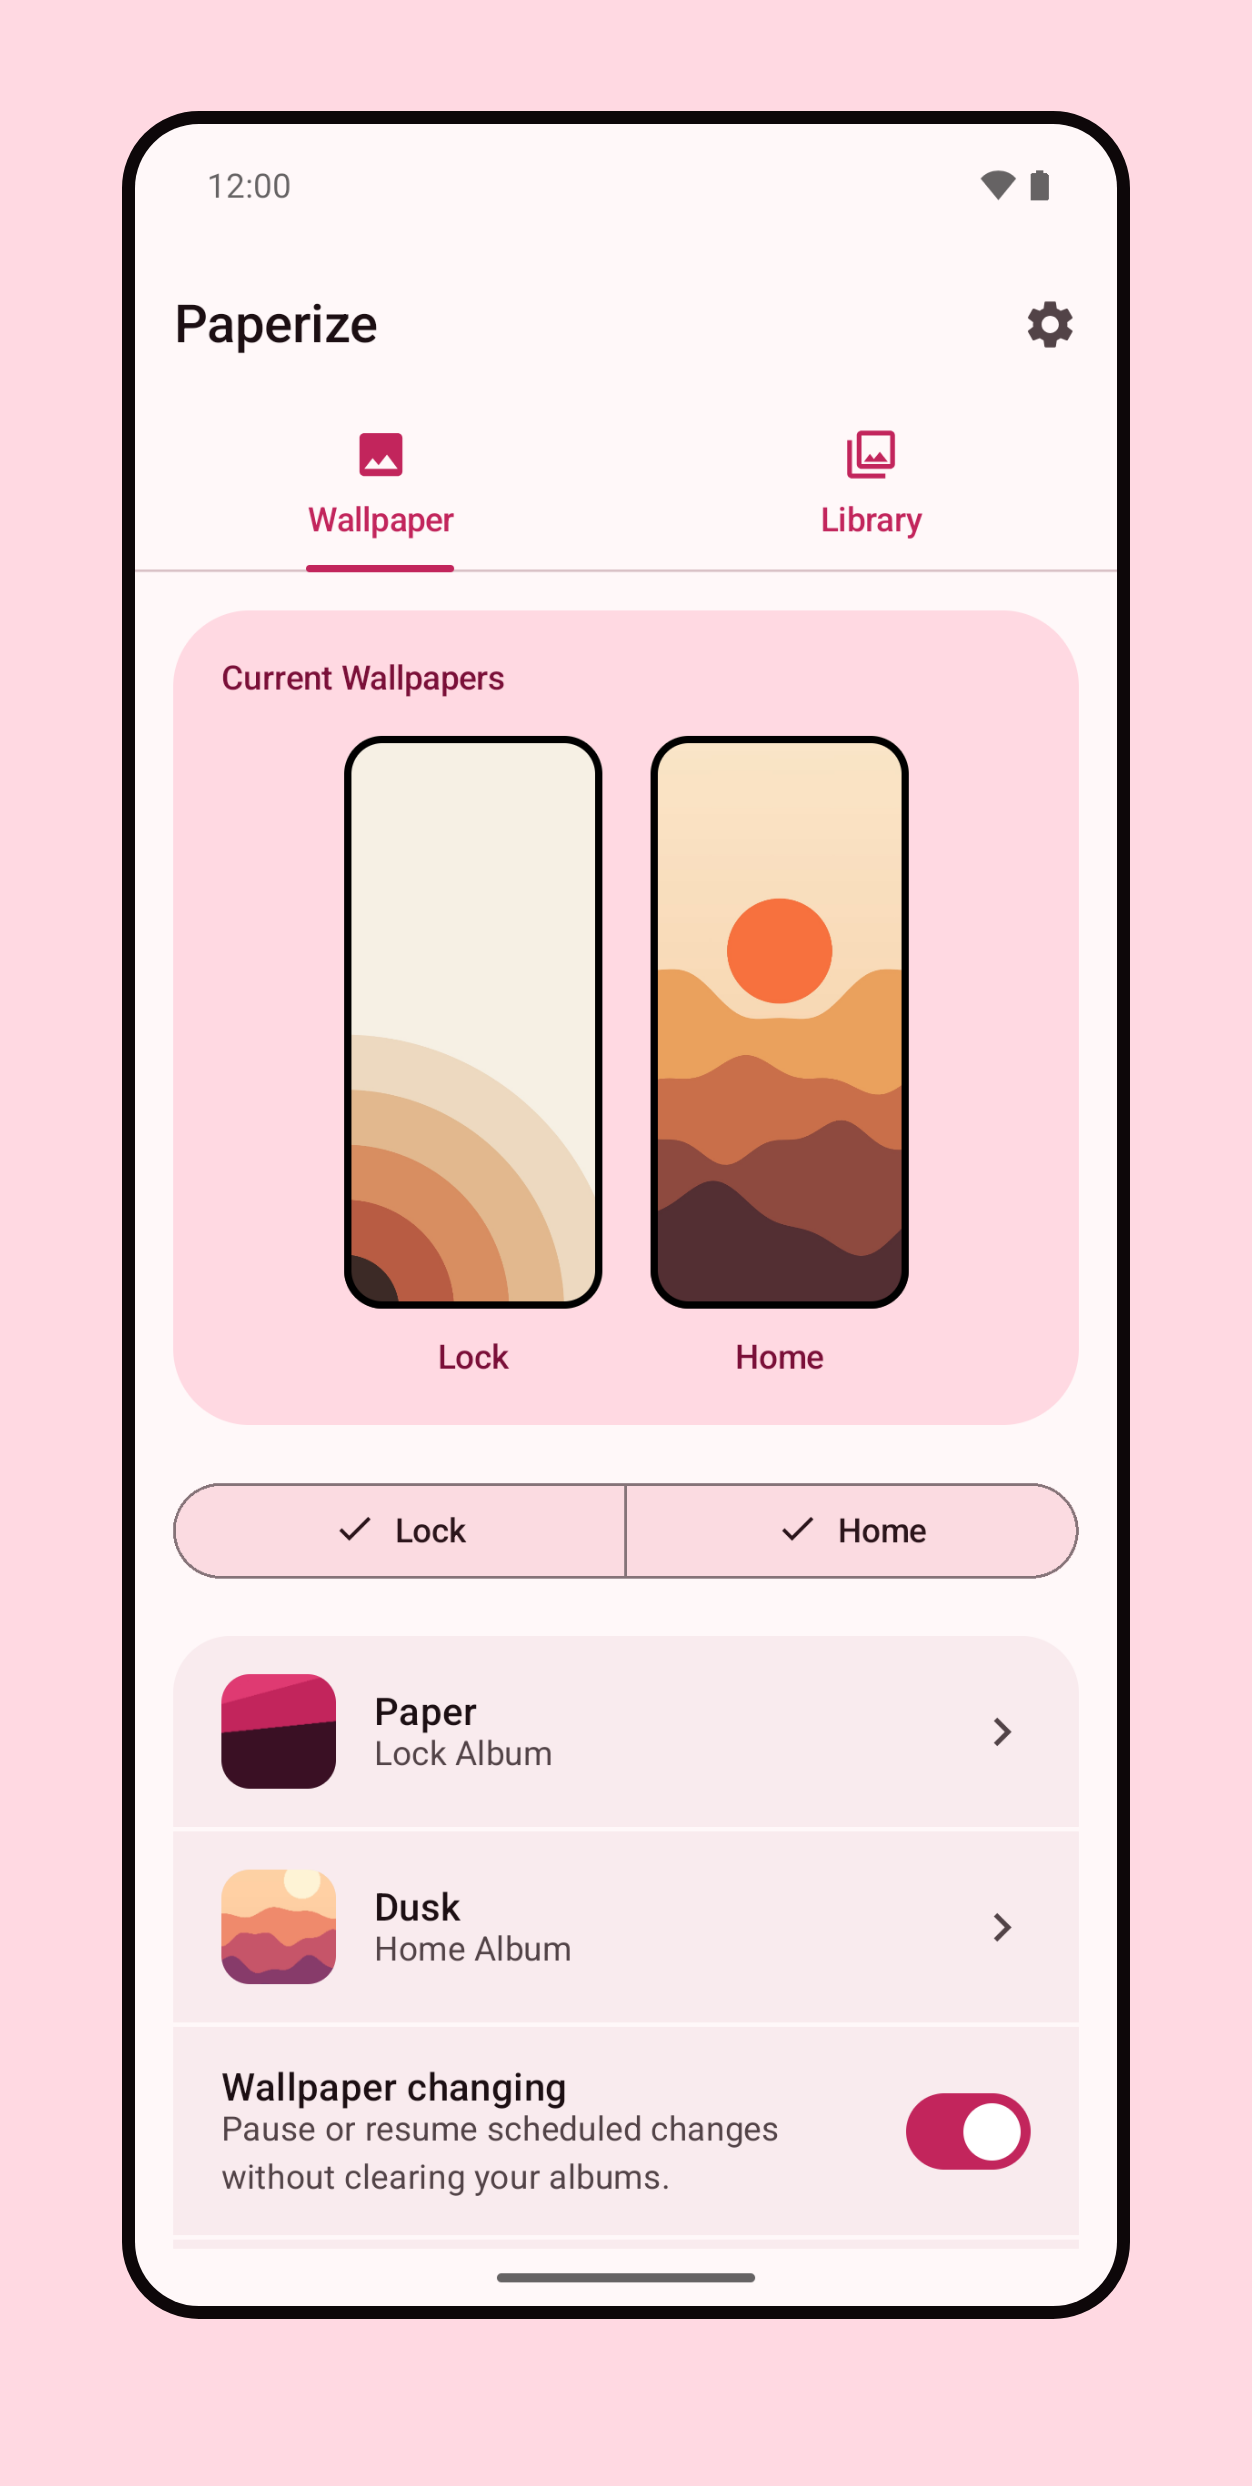 12:00
Paperize
Wallpaper
Library
Current Wallpapers
Lock
Home
Lock
Home
Paper
Lock Album
Dusk
Home Album
Wallpaper changing
Pause or resume scheduled changes
without clearing your albums.